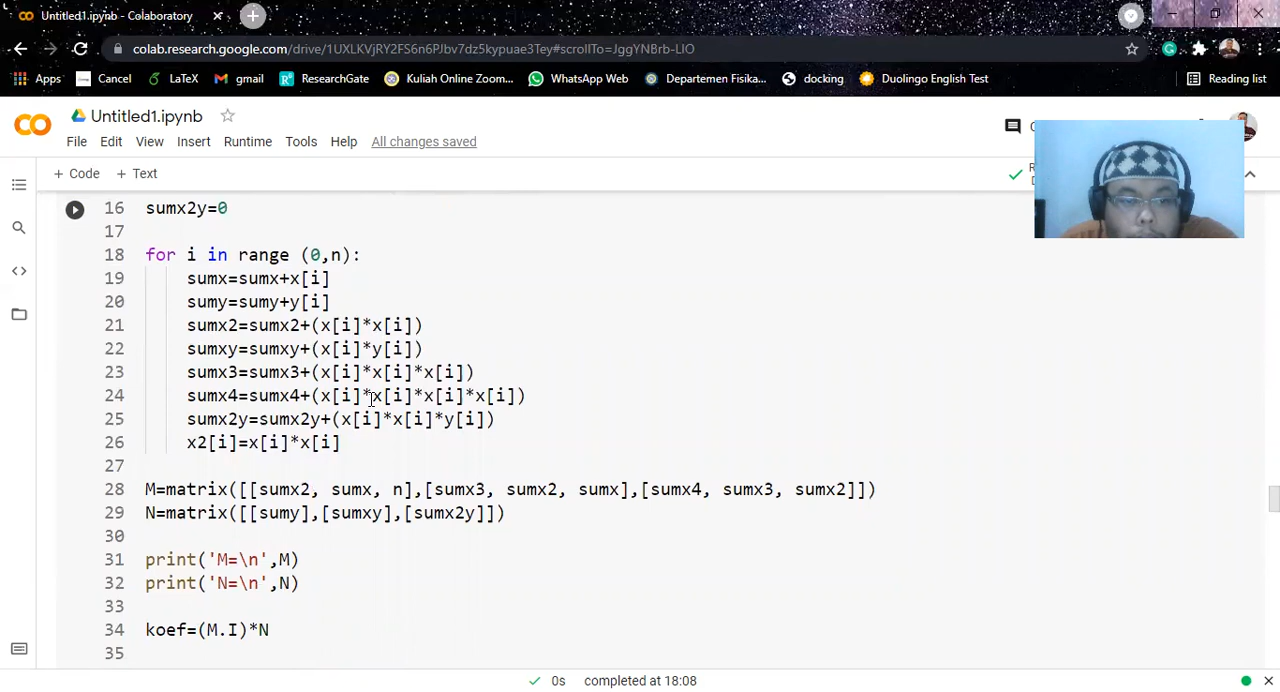 Untitled1.ipynb - Colaboratory
colab.research.google.com/drive/1UXLKVjRY2FS6n6PJbv7dz5kypuae3Tey#scrollTo=JggYNBrb-LIO
Apps Cancel LaTeX gmail ResearchGate Kuliah Online Zoom... WhatsApp Web Departemen Fisika... docking Duolingo English Test Reading list
Untitled1.ipynb
File Edit View Insert Runtime Tools Help All changes saved
+ Code + Text
16 sumx2y=0
17
18 for i in range (0,n):
19 sumx=sumx+x[i]
20 sumy=sumy+y[i]
21 sumx2=sumx2+(x[i]*x[i])
22 sumxy=sumxy+(x[i]*y[i])
23 sumx3=sumx3+(x[i]*x[i]*x[i])
24 sumx4=sumx4+(x[i]*x[i]*x[i]*x[i])
25 sumx2y=sumx2y+(x[i]*x[i]*y[i])
26 x2[i]=x[i]*x[i]
27
28 M=matrix([[sumx2, sumx, n],[sumx3, sumx2, sumx],[sumx4, sumx3, sumx2]])
29 N=matrix([[sumy],[sumxy],[sumx2y]])
30
31 print('M=\n',M)
32 print('N=\n',N)
33
34 koef=(M.I)*N
35
0s completed at 18:08